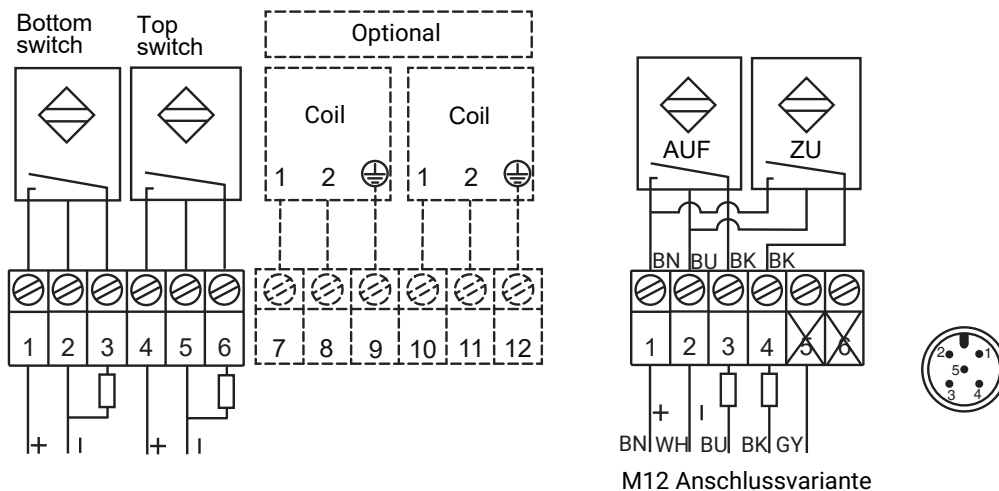 Bottom
switch
Top
switch
Optional
Coil
Coil
1 2
1 2
1 2 3 4 5 6
7 8 9 10 11 12
+ – + –
AUF ZU
BN BU BK BK
1 2 3 4 5 6
+ –
BN WH BU BK GY
M12 Anschlussvariante
2 1
5
3 4